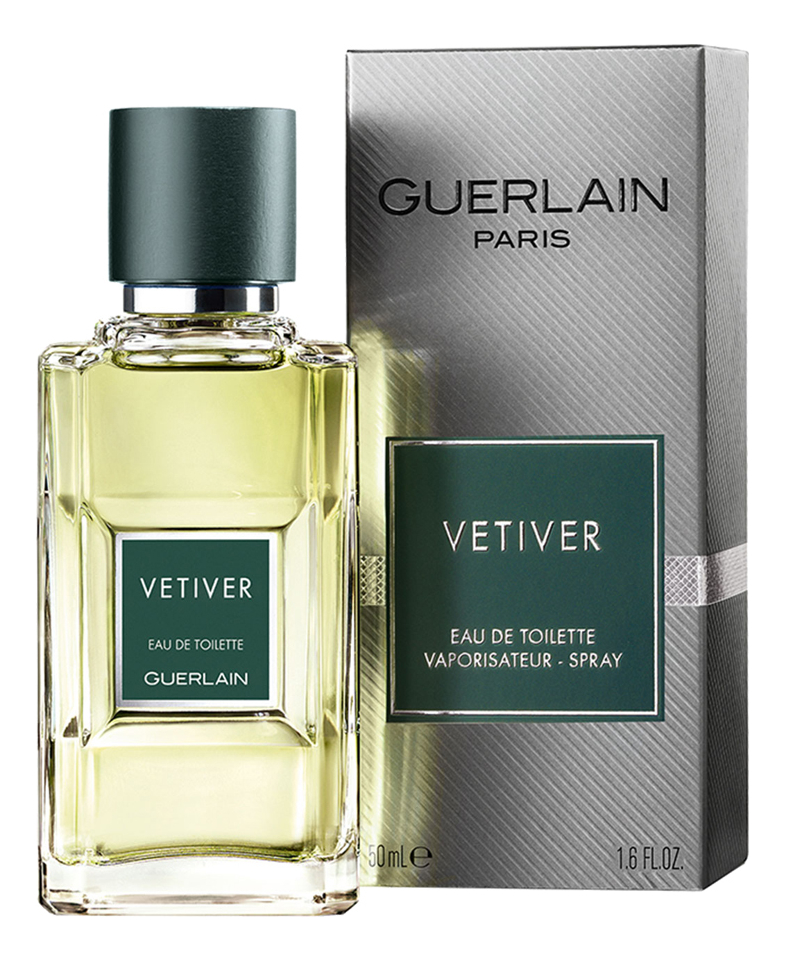 VETIVER
EAU DE TOILETTE
GUERLAIN
GUERLAIN
PARIS
VETIVER
EAU DE TOILETTE
VAPORISATEUR - SPRAY
50 mL ℮
1.6 FL.OZ.